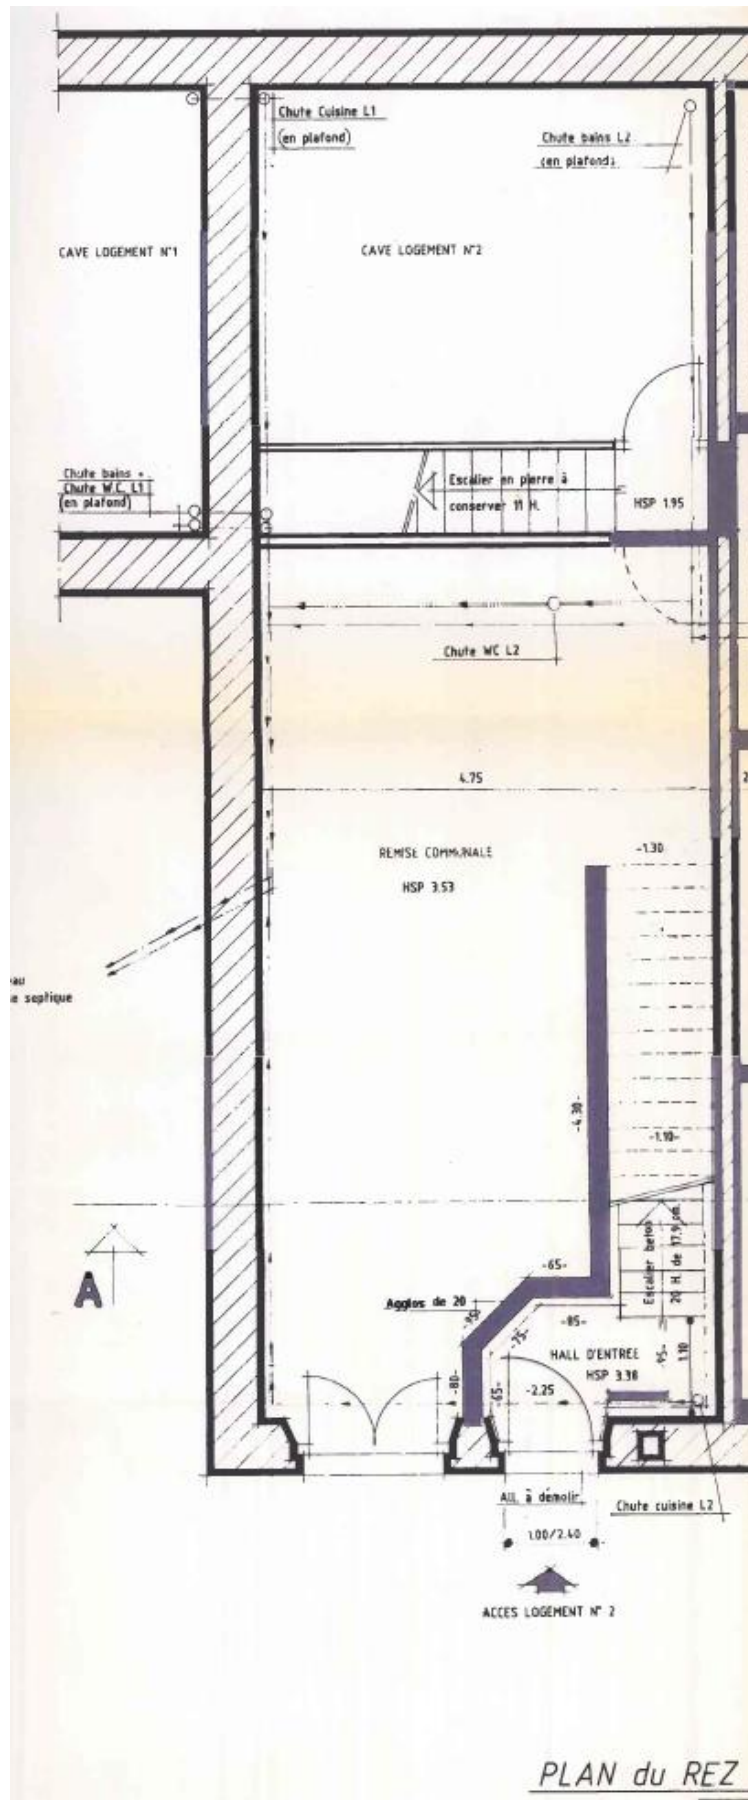 Chute Cuisine L1
(en plafond)
Chute bains L2
(en plafond)
CAVE LOGEMENT N°1
CAVE LOGEMENT N°2
Chute bains +
Chute W.C. L1
(en plafond)
Escalier en pierre à
conserver 11 H.
HSP 1.95
Chute WC L2
4.75
2
REMISE COMMUNALE
HSP 3.53
-1.30
eau
e septique
-4.30-
-1.10-
A
Escalier beton
20 H. de 17,9 cm.
-65-
Agglos de 20
-85-
-75-
HALL D'ENTREE
HSP 3.38
-95-
1.10
-80-
-65-
-2.25
All. à démolir
Chute cuisine L2
1.00/2.40
ACCES LOGEMENT N° 2
PLAN du REZ